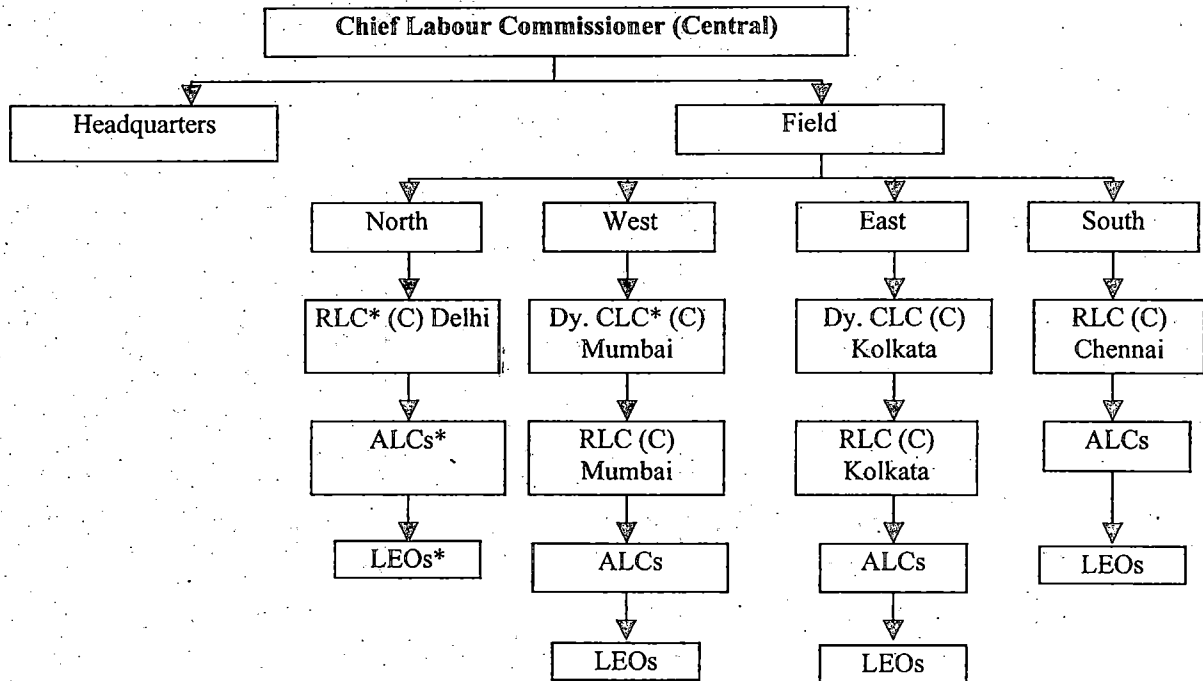 Chief Labour Commissioner (Central)
Headquarters
Field
North
West
East
South
RLC* (C) Delhi
Dy. CLC* (C)
Mumbai
Dy. CLC (C)
Kolkata
RLC (C)
Chennai
ALCs*
RLC (C)
Mumbai
RLC (C)
Kolkata
ALCs
LEOs*
ALCs
ALCs
LEOs
LEOs
LEOs